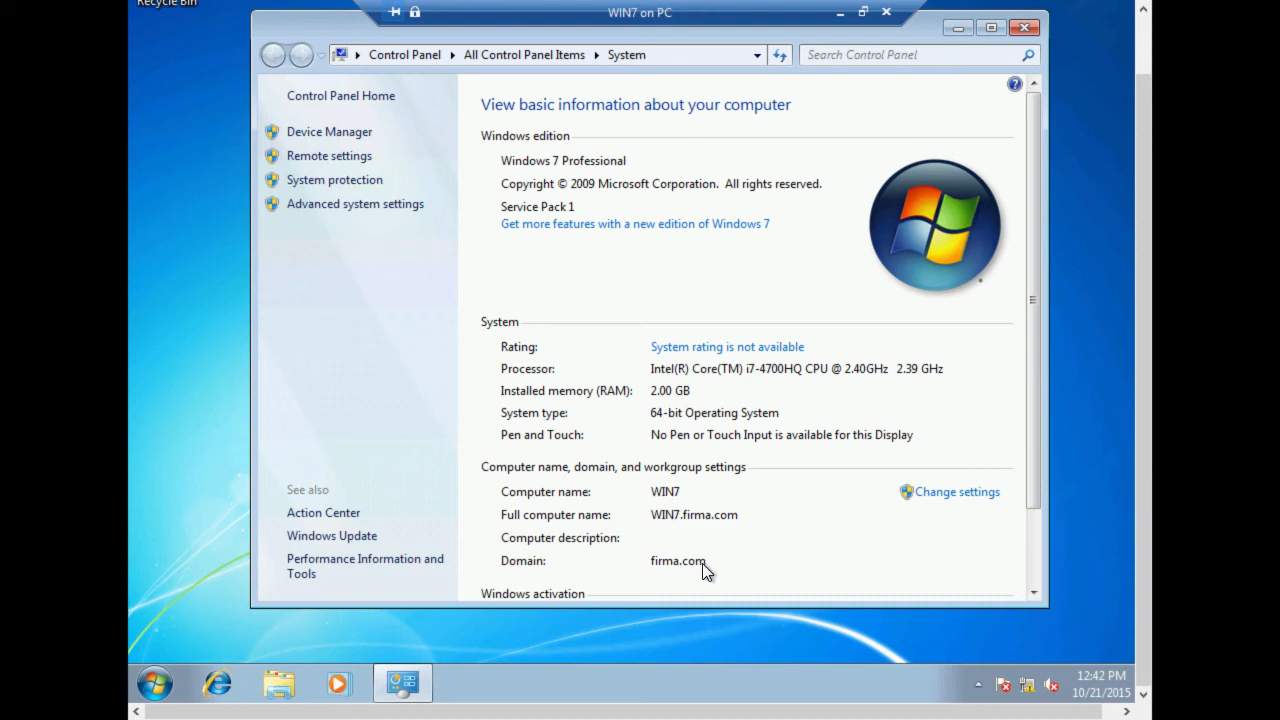 Recycle Bin
WIN7 on PC
Control Panel All Control Panel Items System
Search Control Panel
Control Panel Home
Device Manager
Remote settings
System protection
Advanced system settings
See also
Action Center
Windows Update
Performance Information and
Tools
View basic information about your computer
Windows edition
Windows 7 Professional
Copyright © 2009 Microsoft Corporation. All rights reserved.
Service Pack 1
Get more features with a new edition of Windows 7
System
Rating: System rating is not available
Processor: Intel(R) Core(TM) i7-4700HQ CPU @ 2.40GHz 2.39 GHz
Installed memory (RAM): 2.00 GB
System type: 64-bit Operating System
Pen and Touch: No Pen or Touch Input is available for this Display
Computer name, domain, and workgroup settings
Computer name: WIN7 Change settings
Full computer name: WIN7.firma.com
Computer description:
Domain: firma.com
Windows activation
12:42 PM
10/21/2015